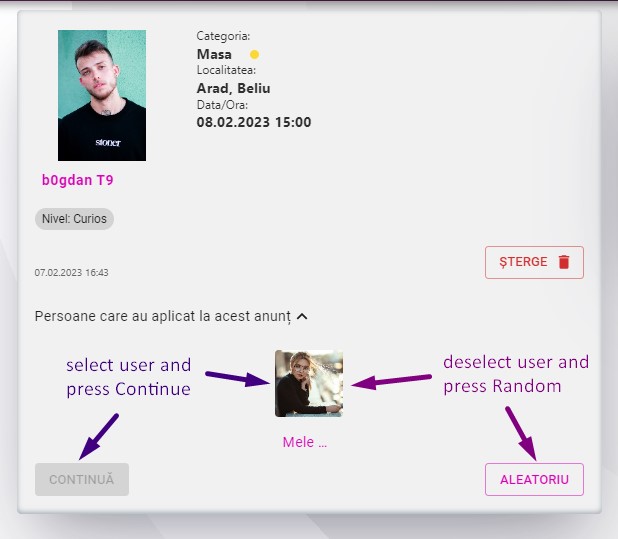 Categoria:
Masa
Localitatea:
Arad, Beliu
Data/Ora:
08.02.2023 15:00
stoner
b0gdan T9
Nivel: Curios
07.02.2023 16:43
ȘTERGE
Persoane care au aplicat la acest anunț
select user and
press Continue
deselect user and
press Random
Mele ...
CONTINUĂ
ALEATORIU